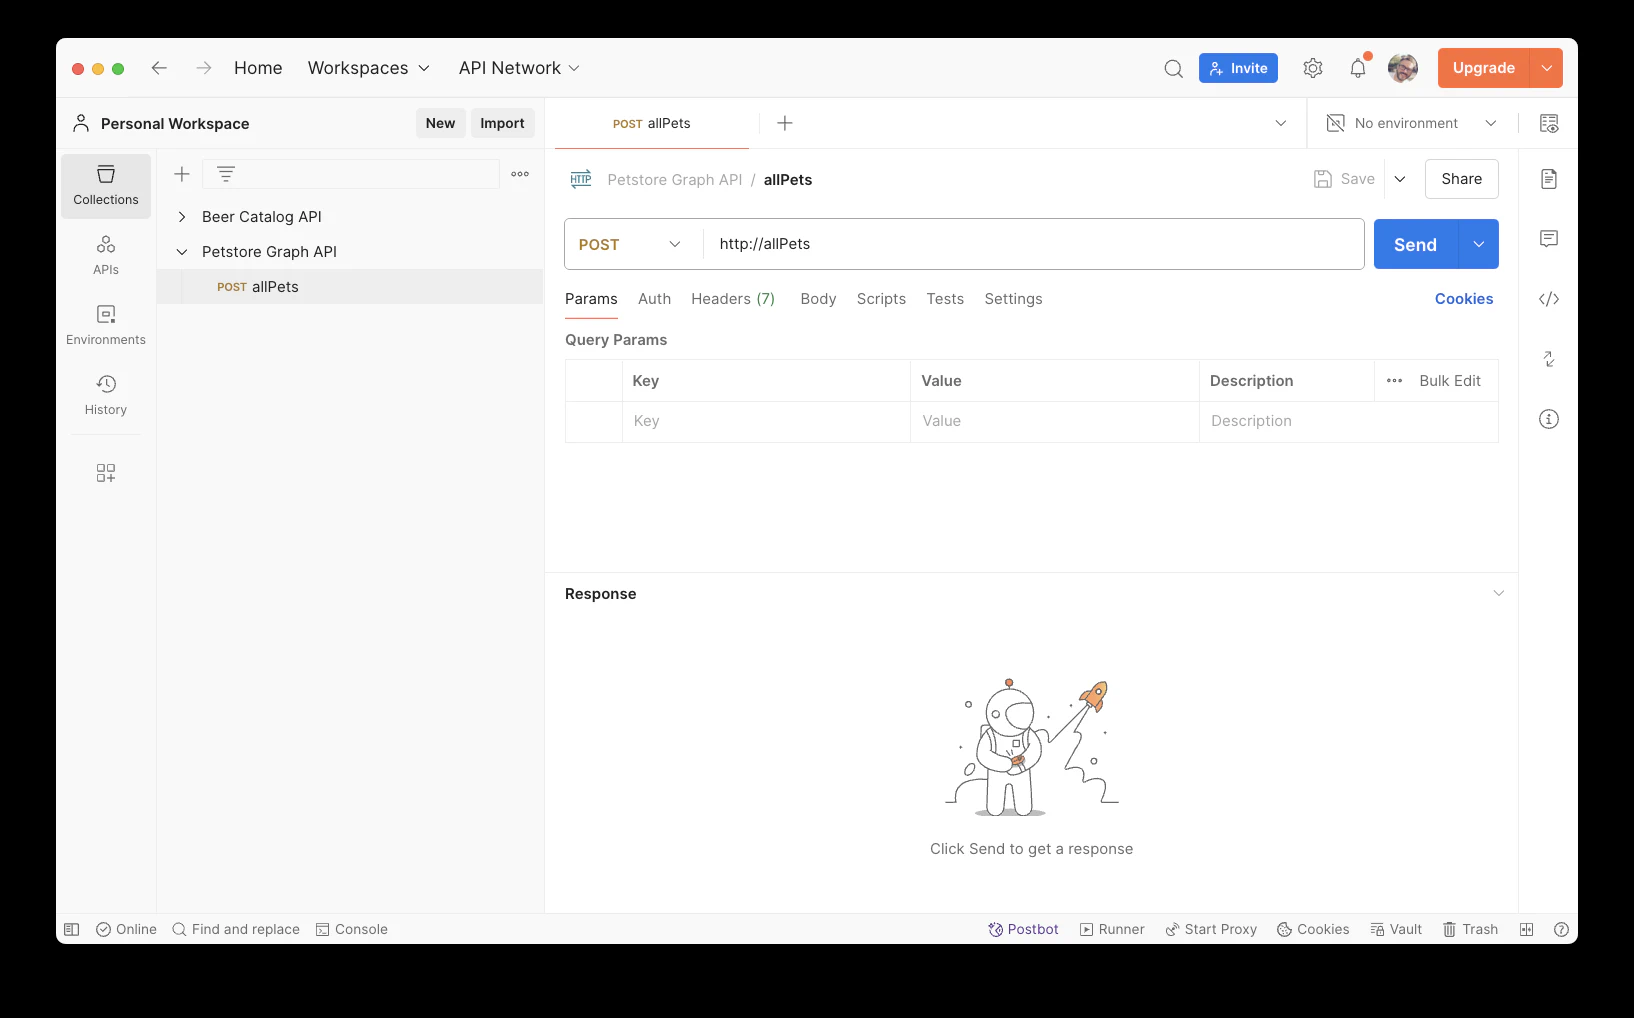 Home Workspaces API Network Invite Upgrade
Personal Workspace New Import POST allPets No environment
Collections
APIs
Environments
History
Beer Catalog API
Petstore Graph API
POST allPets
HTTP Petstore Graph API / allPets Save Share
POST http://allPets Send
Params Auth Headers (7) Body Scripts Tests Settings Cookies
Query Params
Key Value Description Bulk Edit
Key Value Description
Response
Click Send to get a response
Online Find and replace Console Postbot Runner Start Proxy Cookies Vault Trash